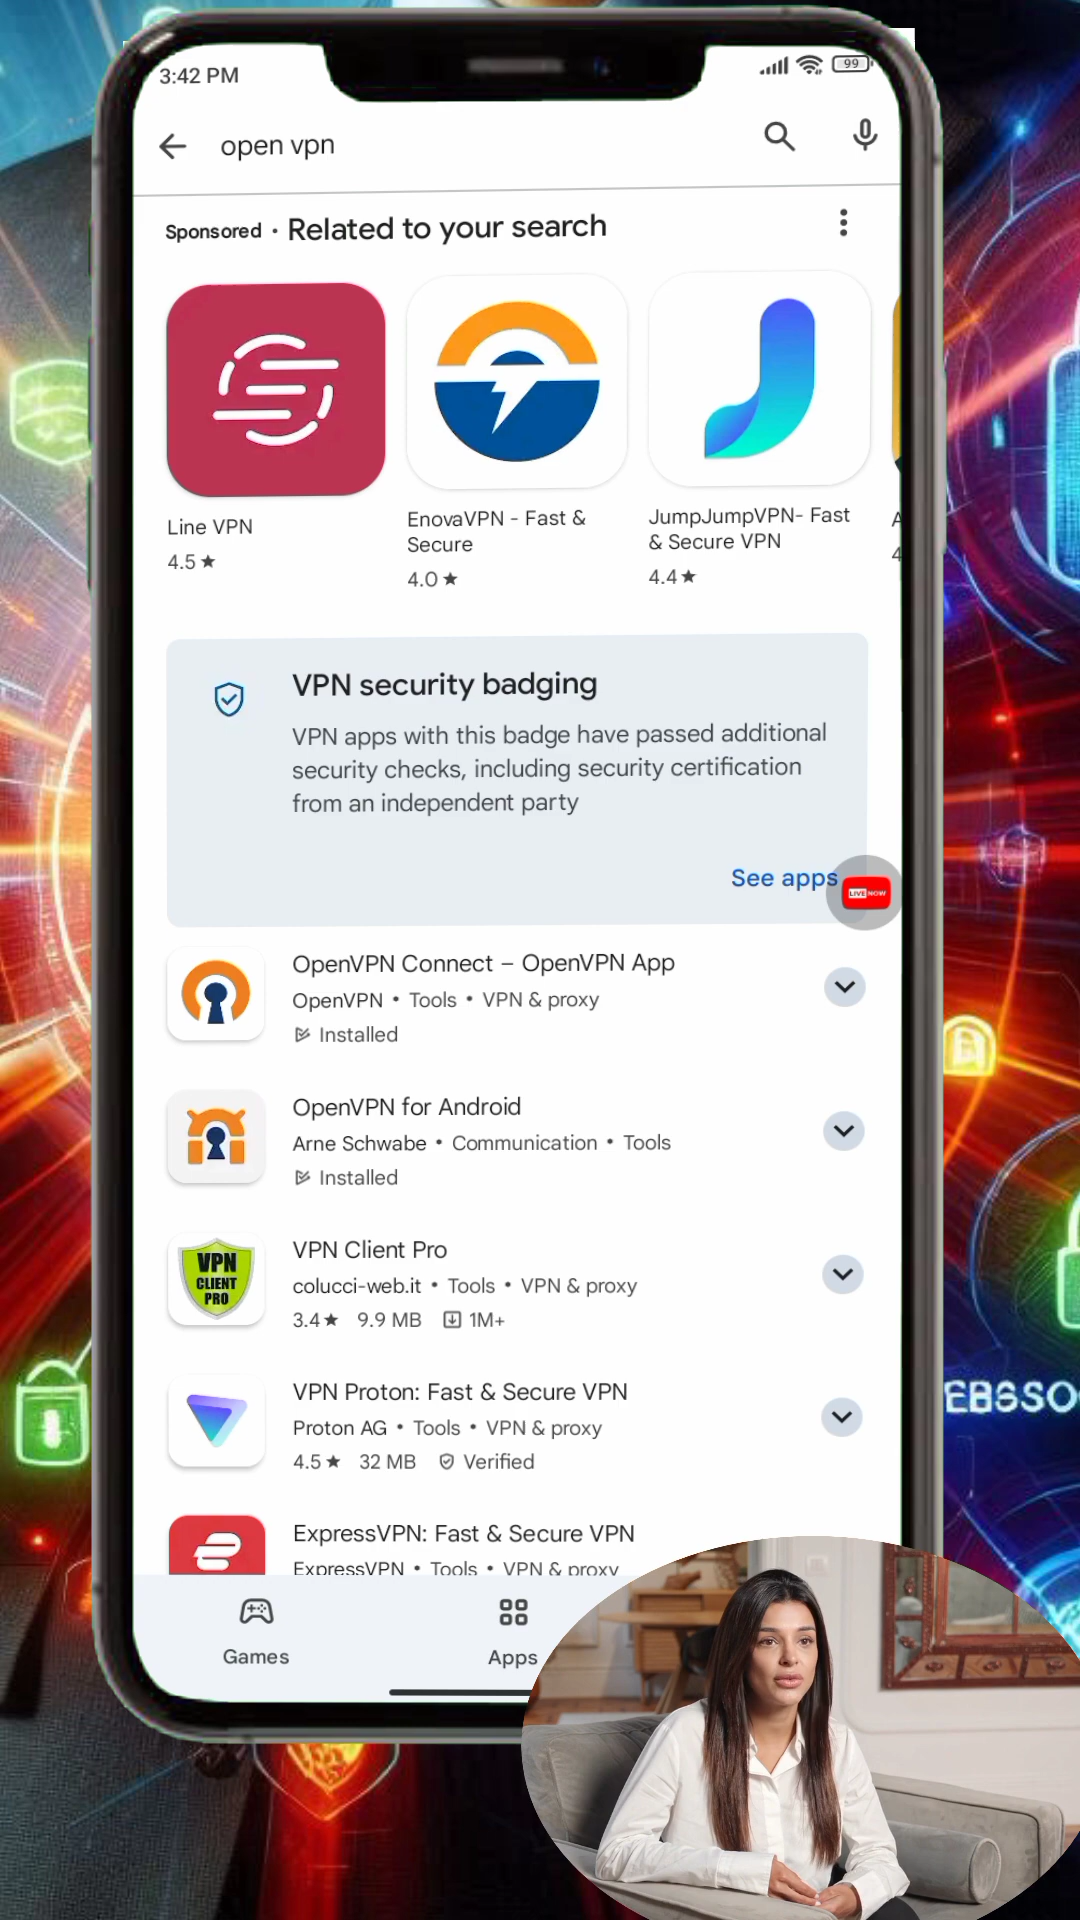 3:42 PM
99
open vpn
Sponsored • Related to your search
Line VPN
4.5 ★
EnovaVPN - Fast &
Secure
4.0 ★
JumpJumpVPN- Fast
& Secure VPN
4.4 ★
A
4
VPN security badging
VPN apps with this badge have passed additional
security checks, including security certification
from an independent party
See apps
LIVE NOW
OpenVPN Connect – OpenVPN App
OpenVPN • Tools • VPN & proxy
Installed
OpenVPN for Android
Arne Schwabe • Communication • Tools
Installed
VPN
CLIENT
PRO
VPN Client Pro
colucci-web.it • Tools • VPN & proxy
3.4 ★ 9.9 MB 1M+
VPN Proton: Fast & Secure VPN
Proton AG • Tools • VPN & proxy
4.5 ★ 32 MB Verified
EBSSO
ExpressVPN: Fast & Secure VPN
ExpressVPN • Tools • VPN & proxy
Games
Apps